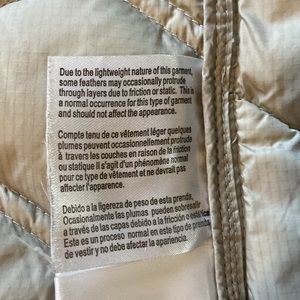 Due to the lightweight nature of this garment,
some feathers may occasionally protrude
through layers due to friction or static. This is
a normal occurrence for this type of garment
and should not affect the appearance.
Compte tenu de ce vêtement léger quelques
plumes peuvent occasionnellement protrude
à travers les couches en raison de la friction
ou statique Il s'agit d'un phénomène normal
pour ce type de vêtement et ne devrait pas
affecter l'apparence.
Debido a la ligereza de peso de esta prendir.
Ocasionalmente las plumas pueden sobresalir
a través de las capas debido a la fricción o estática
Este es un proceso normal en este tipo de prendas
de vestir y no debe afectar la apariencia.